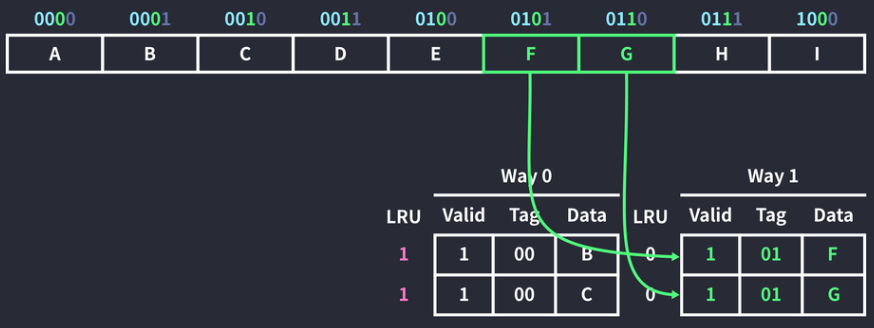 0000 0001 0010 0011 0100 0101 0110 0111 1000
A B C D E F G H I
Way 0 Way 1
LRU Valid Tag Data LRU Valid Tag Data
1 1 00 B 0 1 01 F
1 1 00 C 0 1 01 G